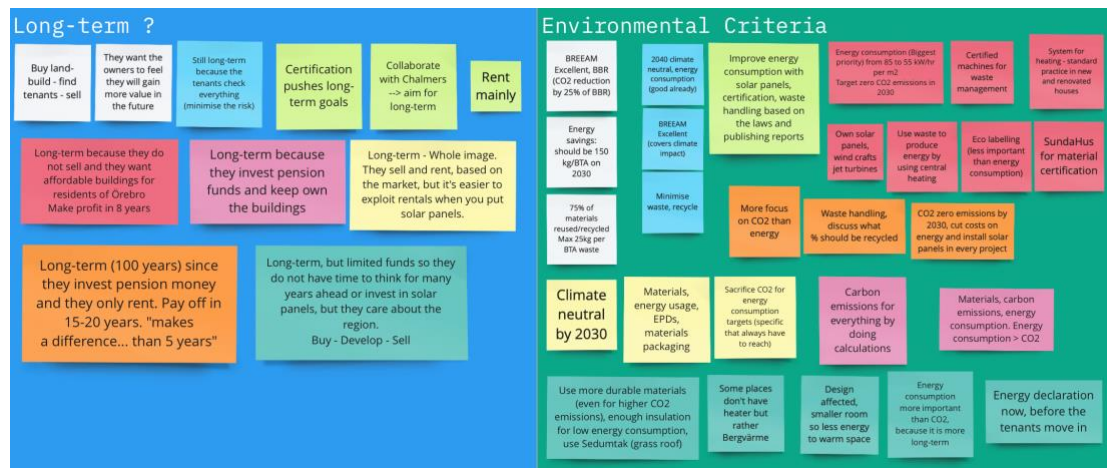 Long-term ?
Buy land-
build - find
tenants - sell
They want the
owners to feel
they will gain
more value in
the future
Still long-term
because the
tenants check
everything
(minimise the risk)
Certification
pushes long-
term goals
Collaborate
with Chalmers
--> aim for
long-term
Rent
mainly
Long-term because they do
not sell and they want
affordable buildings for
residents of Örebro
Make profit in 8 years
Long-term because
they invest pension
funds and keep own
the buildings
Long-term - Whole image.
They sell and rent, based on
the market, but it's easier to
exploit rentals when you put
solar panels.
Long-term (100 years) since
they invest pension money
and they only rent. Pay off in
15-20 years. "makes
a difference... than 5 years"
Long-term, but limited funds so they
do not have time to think for many
years ahead or invest in solar
panels, but they care about the
region.
Buy - Develop - Sell
Environmental Criteria
BREEAM
Excellent, BBR
(CO2 reduction
by 25% of BBR)
2040 climate
neutral, energy
consumption
(good already)
Improve energy
consumption with
solar panels,
certification, waste
handling based on
the laws and
publishing reports
Energy consumption (Biggest
priority) from 85 to 55 kW/hr
per m2
Target zero CO2 emissions in
2030
Certified
machines for
waste
management
System for
heating - standard
practice in new
and renovated
houses
Energy
savings:
should be 150
kg/BTA on
2030
BREEAM
Excellent
(covers climate
impact)
Own solar
panels,
wind crafts
jet turbines
Use waste to
produce
energy by
using central
heating
Eco labelling
(less important
than energy
consumption)
SundaHus
for material
certification
75% of
materials
reused/recycled
Max 25kg per
BTA waste
Minimise
waste, recycle
More focus
on CO2 than
energy
Waste handling,
discuss what
% should be recycled
CO2 zero emissions by
2030, cut costs on
energy and install solar
panels in every project
Climate
neutral
by 2030
Materials,
energy usage,
EPDs,
materials
packaging
Sacrifice CO2 for
energy
consumption
targets (specific
that always have
to reach)
Carbon
emissions for
everything by
doing
calculations
Materials, carbon
emissions, energy
consumption. Energy
consumption > CO2
Use more durable materials
(even for higher CO2
emissions), enough insulation
for low energy consumption,
use Sedumtak (grass roof)
Some places
don't have
heater but
rather
Bergvärme
Design
affected,
smaller room
so less energy
to warm space
Energy
consumption
more important
than CO2,
because it is more
long-term
Energy declaration
now, before the
tenants move in